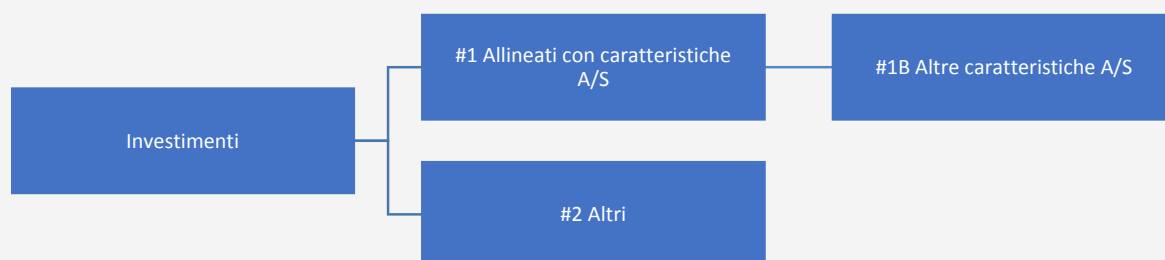 #1 Allineati con caratteristiche
A/S
#1B Altre caratteristiche A/S
Investimenti
#2 Altri